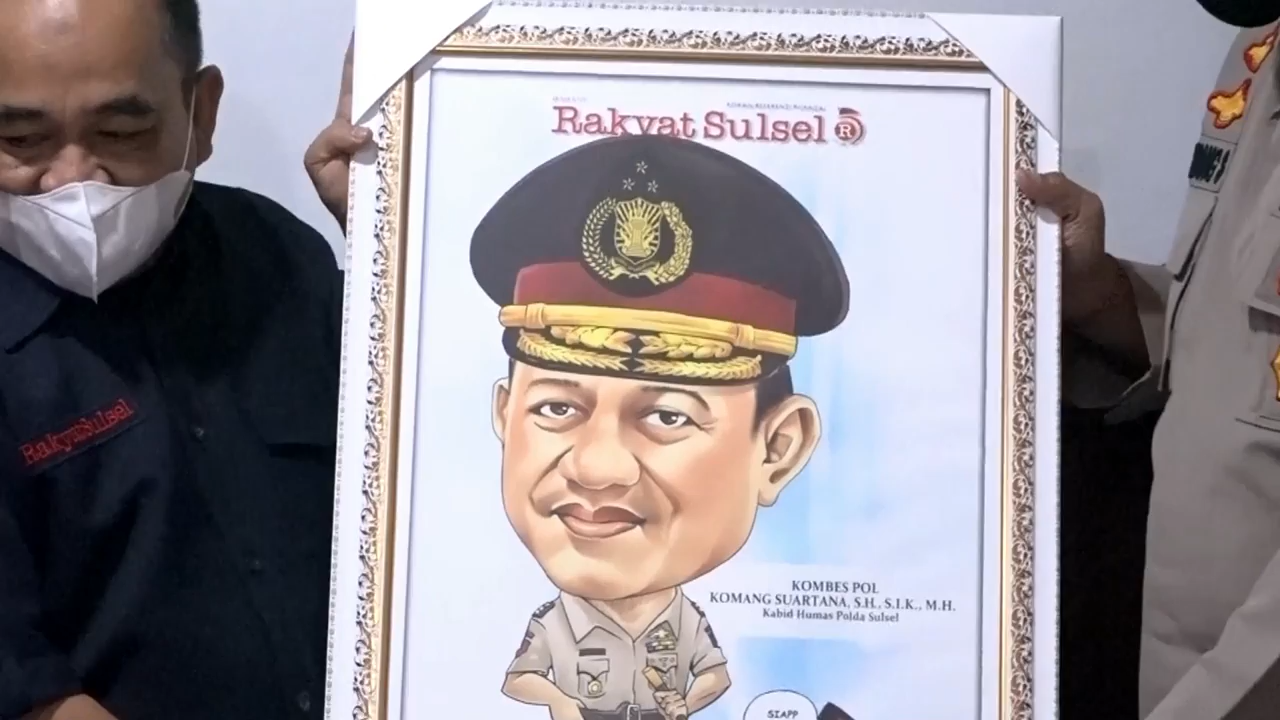 Rakyat Sulsel
R
RakyatSulsel
KOMBES POL
KOMANG SUARTANA, S.H., S.I.K., M.H.
Kabid Humas Polda Sulsel
SIAPP